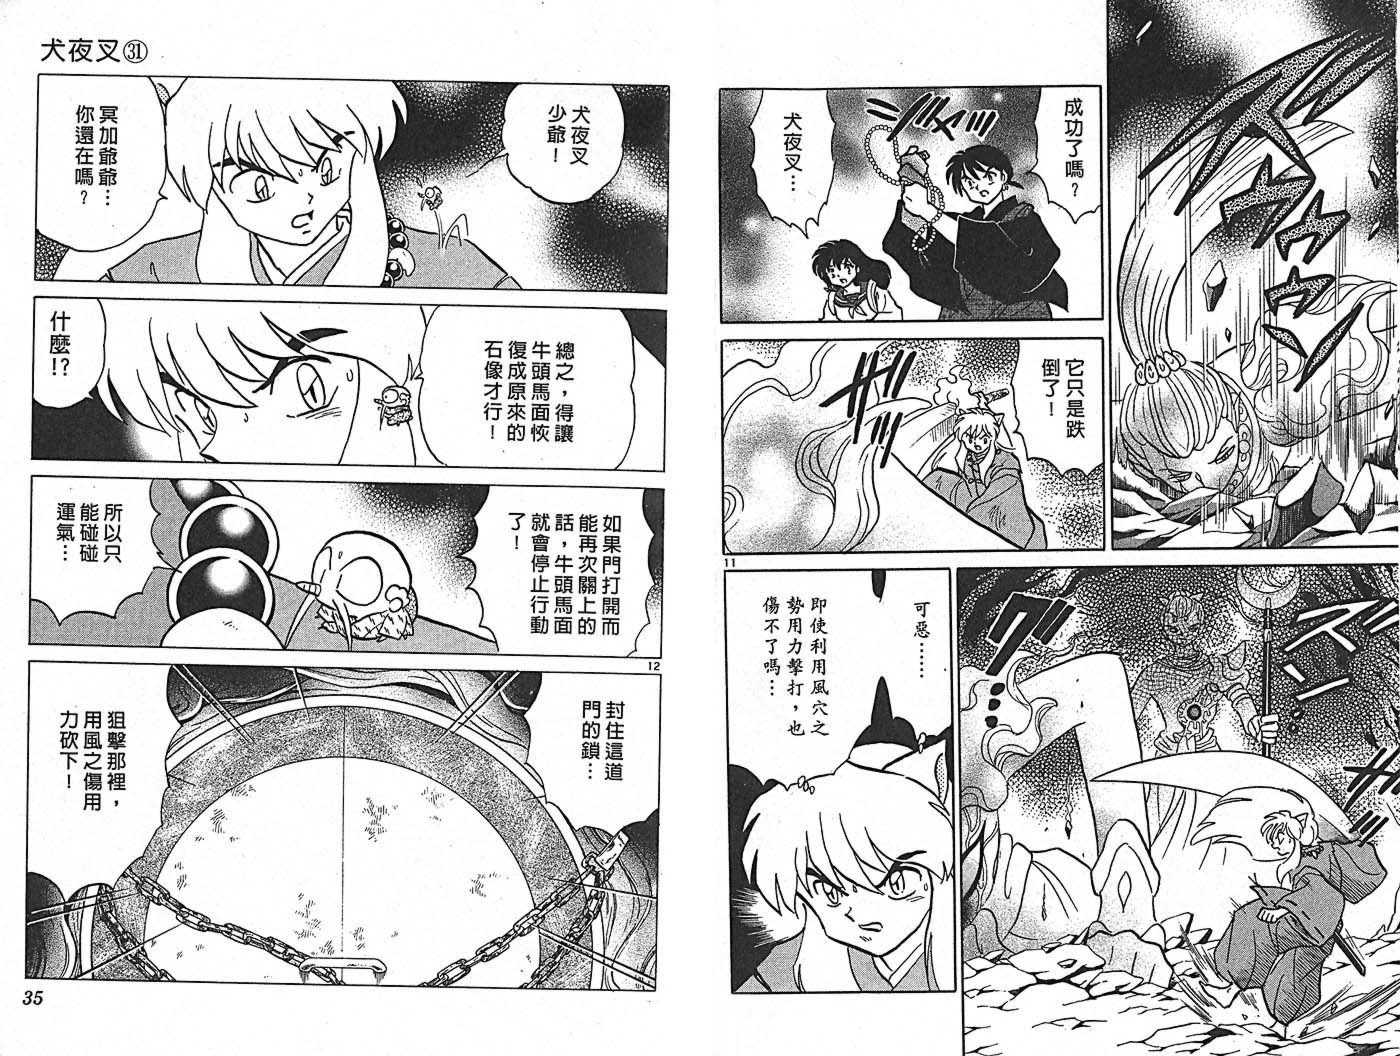 成功了嗎？
犬夜叉…
它只是跌
倒了！
11
可惡……
即使利用風穴之
勢用力擊打，也
傷不了嗎…
犬夜叉㉛
犬夜叉
少爺！
冥加爺爺…
你還在嗎？
總之，得讓
牛頭馬面恢
復成原來的
石像才行！
什麼!?
如果門打開而
能再次關上的
話，牛頭馬面
就會停止行動
了！
所以只
能碰碰
運氣…
12
封住這道
門的鎖…
狙擊那裡，
用風之傷用
力砍下！
35